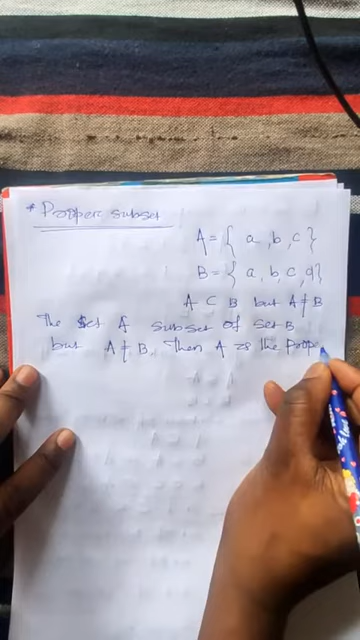 * Propper subset
A = { a, b, c }
B = { a, b, c, d }
A ⊂ B but A ≠ B
The set A subset of set B
but A ≠ B, Then A is the prope